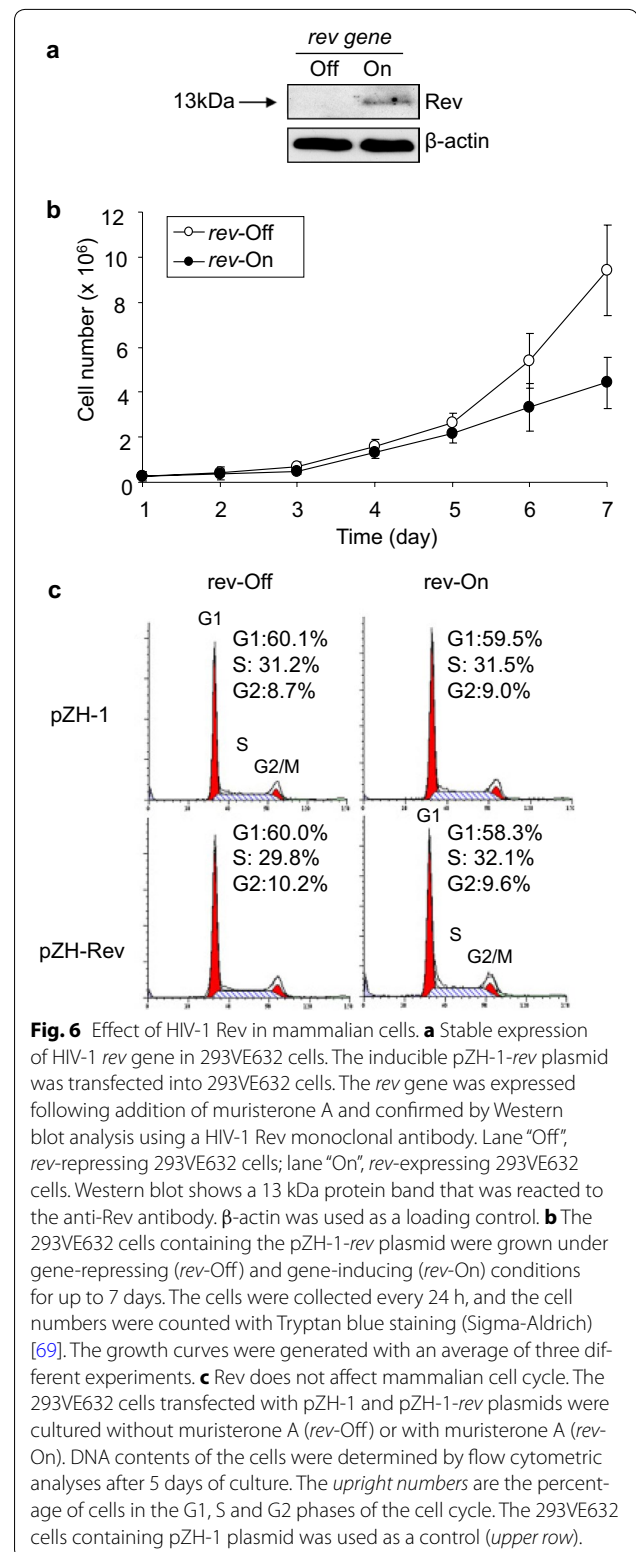 a
rev gene
Off On
13kDa
Rev
β-actin
b
12
10
8
6
4
2
0
Cell number (x 10⁶)
rev-Off
rev-On
1 2 3 4 5 6 7
Time (day)
c
rev-Off rev-On
pZH-1
G1
G1:60.1%
S: 31.2%
G2:8.7%
S
G2/M
G1:59.5%
S: 31.5%
G2:9.0%
pZH-Rev
G1:60.0%
S: 29.8%
G2:10.2%
G1
G1:58.3%
S: 32.1%
G2:9.6%
S
G2/M
Fig. 6 Effect of HIV-1 Rev in mammalian cells. a Stable expression
of HIV-1 rev gene in 293VE632 cells. The inducible pZH-1-rev plasmid
was transfected into 293VE632 cells. The rev gene was expressed
following addition of muristerone A and confirmed by Western
blot analysis using a HIV-1 Rev monoclonal antibody. Lane “Off”,
rev-repressing 293VE632 cells; lane “On”, rev-expressing 293VE632
cells. Western blot shows a 13 kDa protein band that was reacted to
the anti-Rev antibody. β-actin was used as a loading control. b The
293VE632 cells containing the pZH-1-rev plasmid were grown under
gene-repressing (rev-Off) and gene-inducing (rev-On) conditions
for up to 7 days. The cells were collected every 24 h, and the cell
numbers were counted with Tryptan blue staining (Sigma-Aldrich)
[69]. The growth curves were generated with an average of three dif-
ferent experiments. c Rev does not affect mammalian cell cycle. The
293VE632 cells transfected with pZH-1 and pZH-1-rev plasmids were
cultured without muristerone A (rev-Off) or with muristerone A (rev-
On). DNA contents of the cells were determined by flow cytometric
analyses after 5 days of culture. The upright numbers are the percent-
age of cells in the G1, S and G2 phases of the cell cycle. The 293VE632
cells containing pZH-1 plasmid was used as a control (upper row).